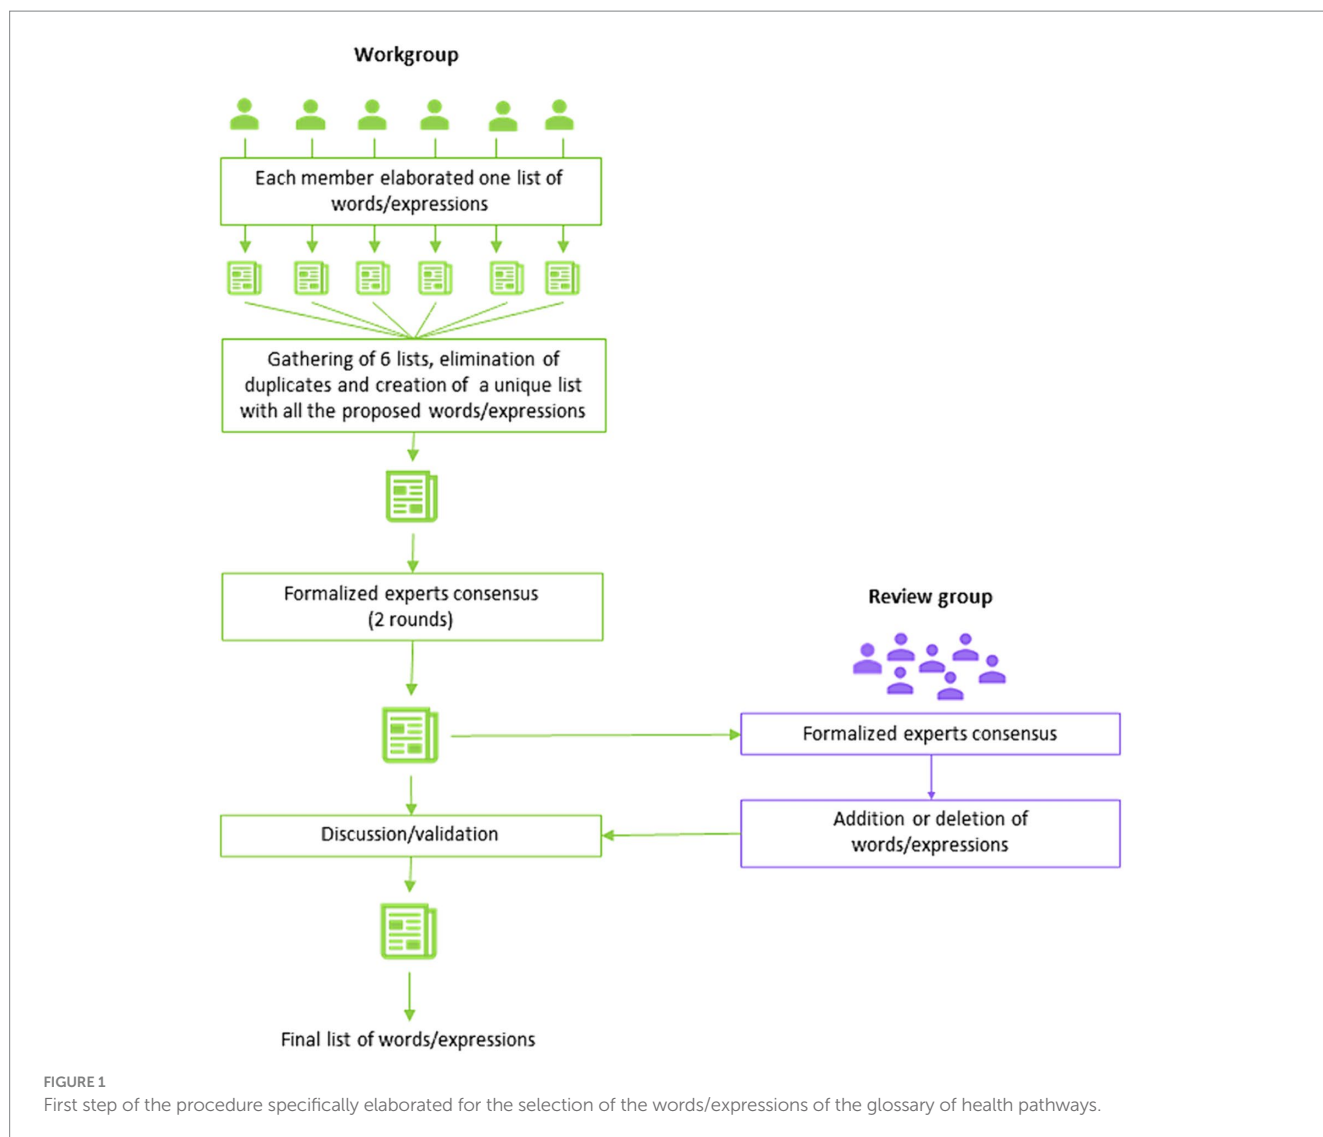 Workgroup
Each member elaborated one list of
words/expressions
Gathering of 6 lists, elimination of
duplicates and creation of a unique list
with all the proposed words/expressions
Formalized experts consensus
(2 rounds)
Review group
Formalized experts consensus
Addition or deletion of
words/expressions
Discussion/validation
Final list of words/expressions
FIGURE 1
First step of the procedure specifically elaborated for the selection of the words/expressions of the glossary of health pathways.